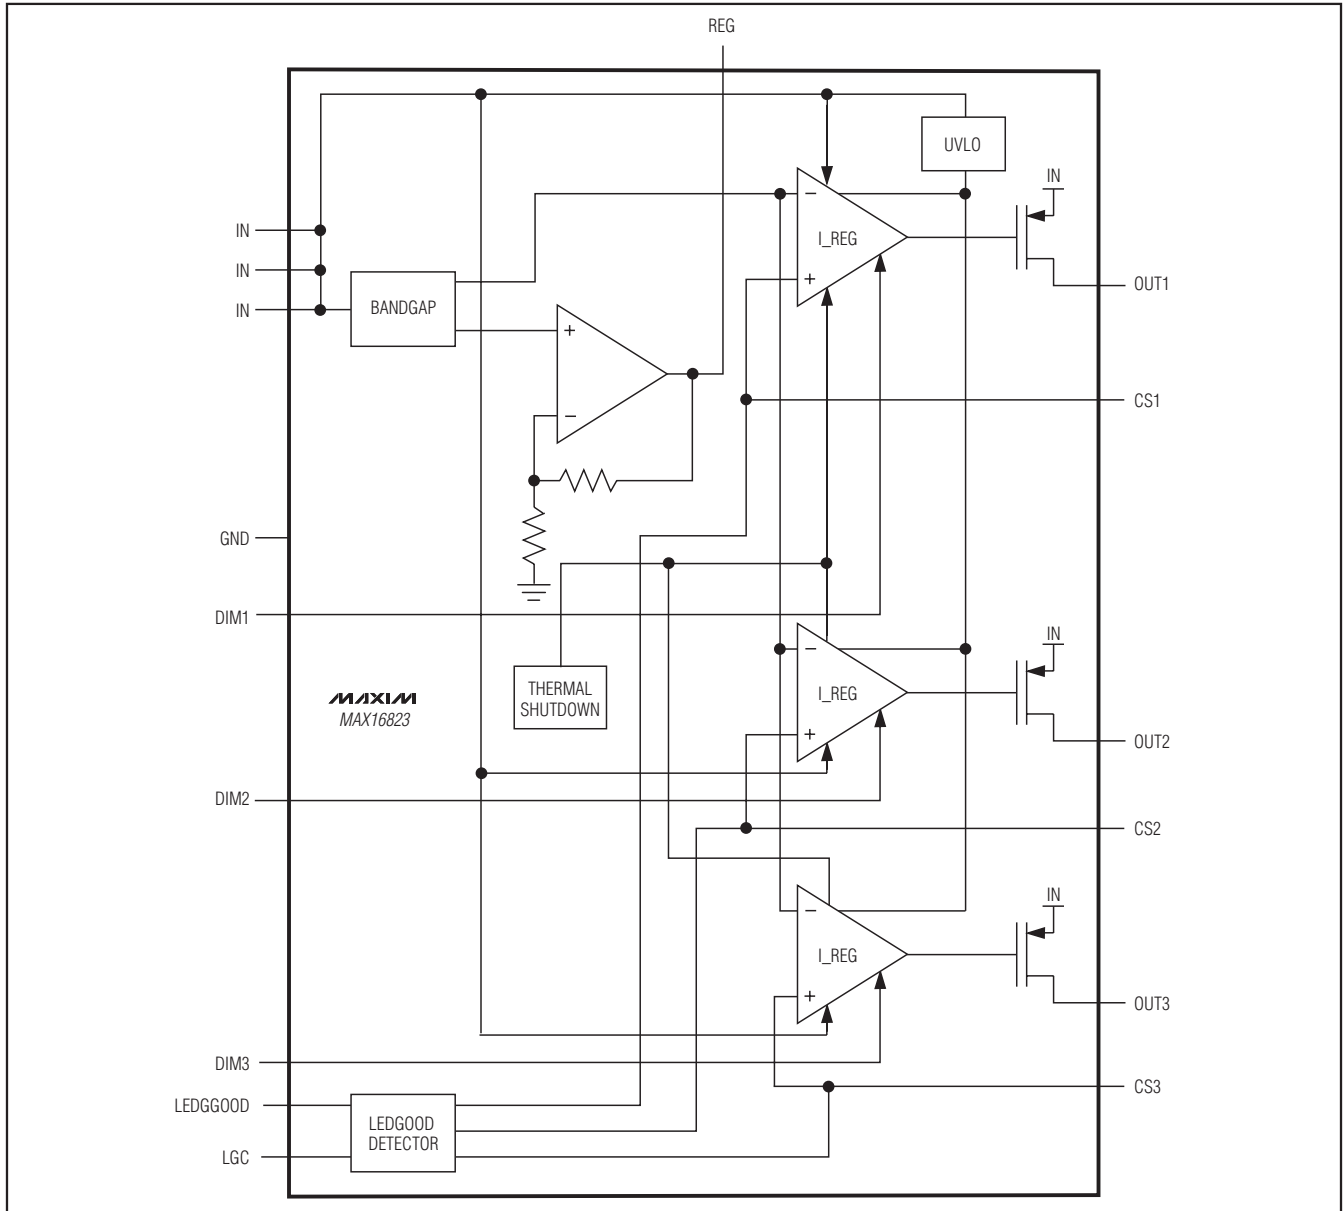 REG
UVLO
IN
−
I_REG
IN
IN
+
OUT1
BANDGAP
IN
+
CS1
−
GND
DIM1
IN
−
THERMAL
SHUTDOWN
I_REG
MAXIM
MAX16823
+
OUT2
DIM2
CS2
IN
−
I_REG
+
OUT3
DIM3
CS3
LEDGGOOD
LEDGOOD
DETECTOR
LGC